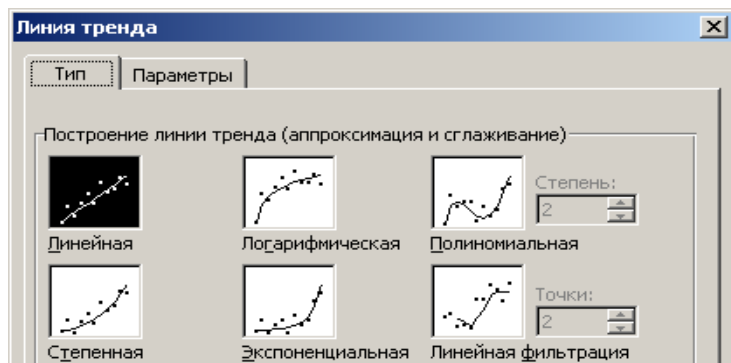 Линия тренда
Тип Параметры
Построение линии тренда (аппроксимация и сглаживание)
Степень:
2
Линейная Логарифмическая Полиномиальная
Точки:
2
Степенная Экспоненциальная Линейная фильтрация